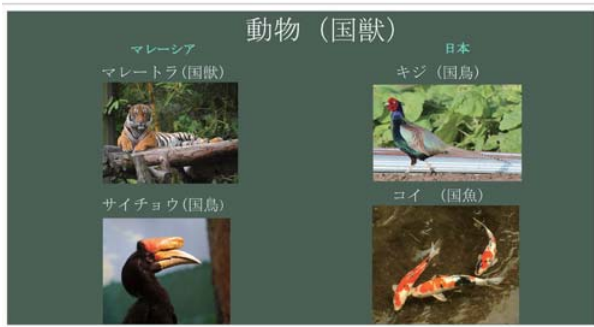 動物（国獣）
マレーシア
マレートラ(国獣)
サイチョウ(国鳥)
日本
キジ（国鳥）
コイ　（国魚）